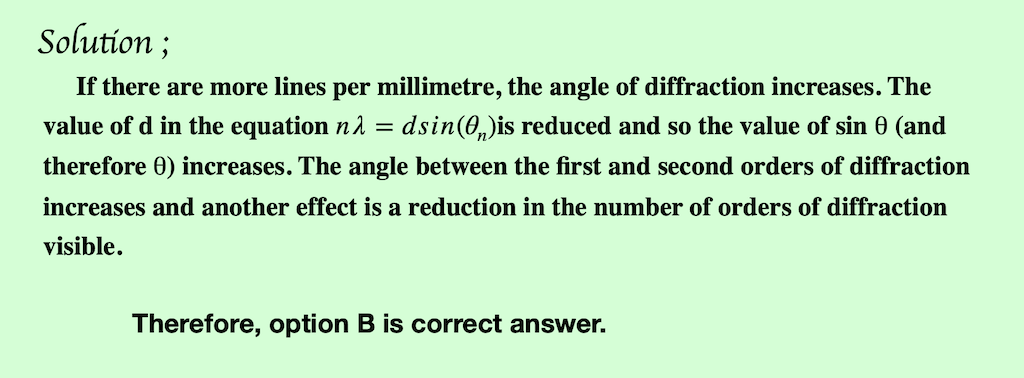 Solution ;
If there are more lines per millimetre, the angle of diffraction increases. The
value of d in the equation nλ = dsin(θₙ)is reduced and so the value of sin θ (and
therefore θ) increases. The angle between the first and second orders of diffraction
increases and another effect is a reduction in the number of orders of diffraction
visible.
Therefore, option B is correct answer.